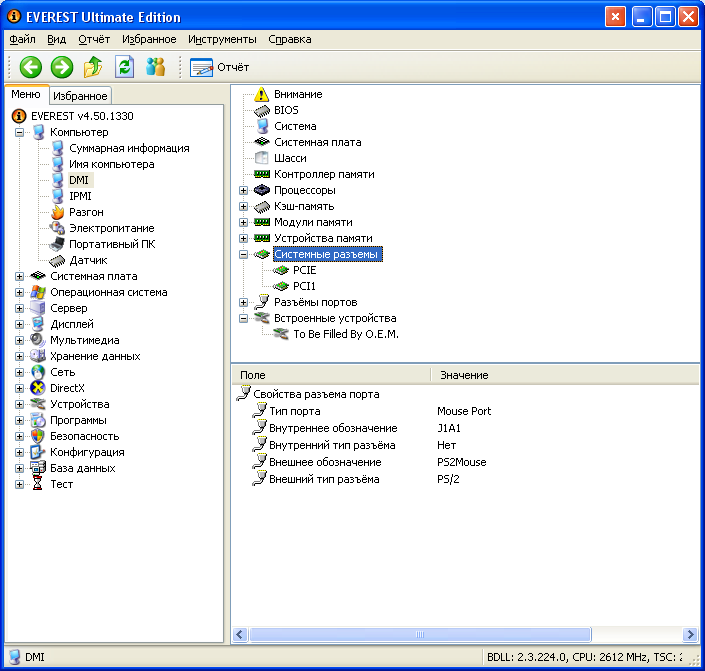 EVEREST Ultimate Edition
Файл Вид Отчёт Избранное Инструменты Справка
Отчёт
Меню Избранное
EVEREST v4.50.1330
Компьютер
Суммарная информация
Имя компьютера
DMI
IPMI
Разгон
Электропитание
Портативный ПК
Датчик
Системная плата
Операционная система
Сервер
Дисплей
Мультимедиа
Хранение данных
Сеть
DirectX
Устройства
Программы
Безопасность
Конфигурация
База данных
Тест
Внимание
BIOS
Система
Системная плата
Шасси
Контроллер памяти
Процессоры
Кэш-память
Модули памяти
Устройства памяти
Системные разъемы
PCIE
PCI1
Разъёмы портов
Встроенные устройства
To Be Filled By O.E.M.
Поле Значение
Свойства разъема порта
Тип порта Mouse Port
Внутреннее обозначение J1A1
Внутренний тип разъёма Нет
Внешнее обозначение PS2Mouse
Внешний тип разъёма PS/2
DMI BDLL: 2.3.224.0, CPU: 2612 MHz, TSC: